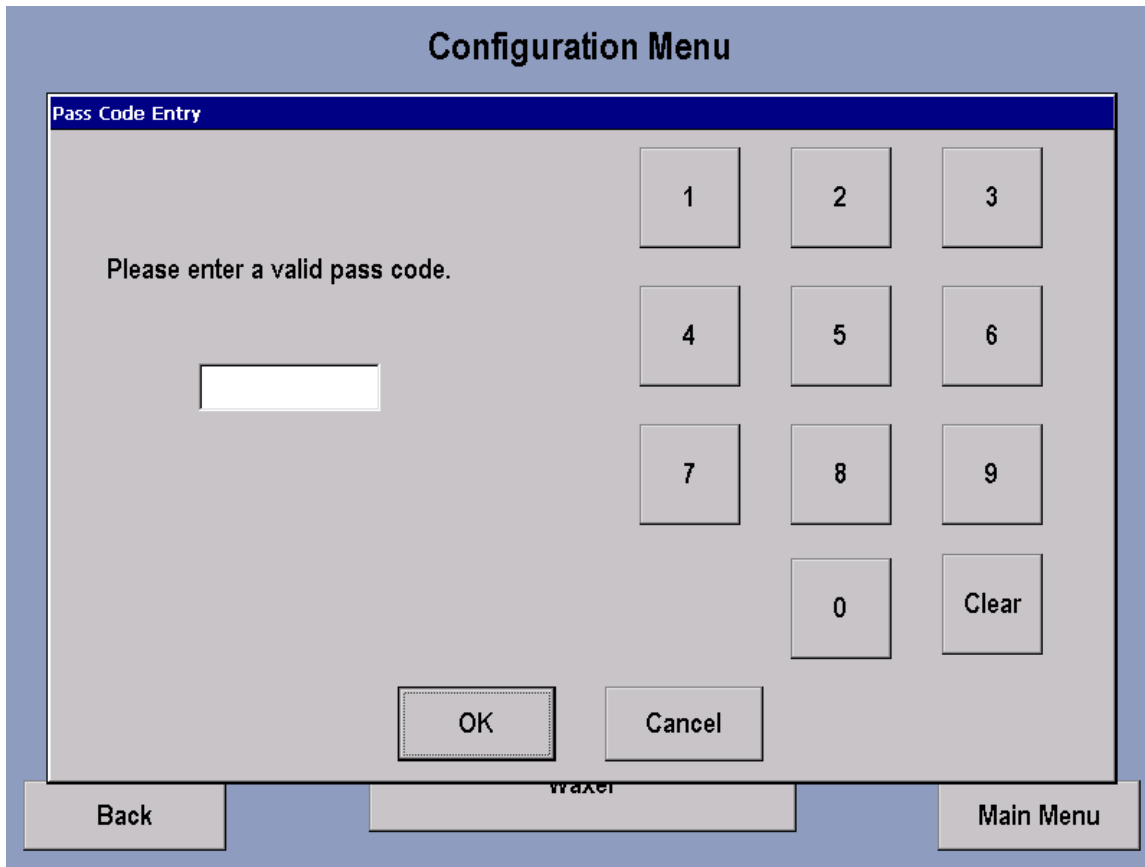 Configuration Menu
Pass Code Entry
Please enter a valid pass code.
1 2 3
4 5 6
7 8 9
0 Clear
OK Cancel
Waxer
Back Main Menu